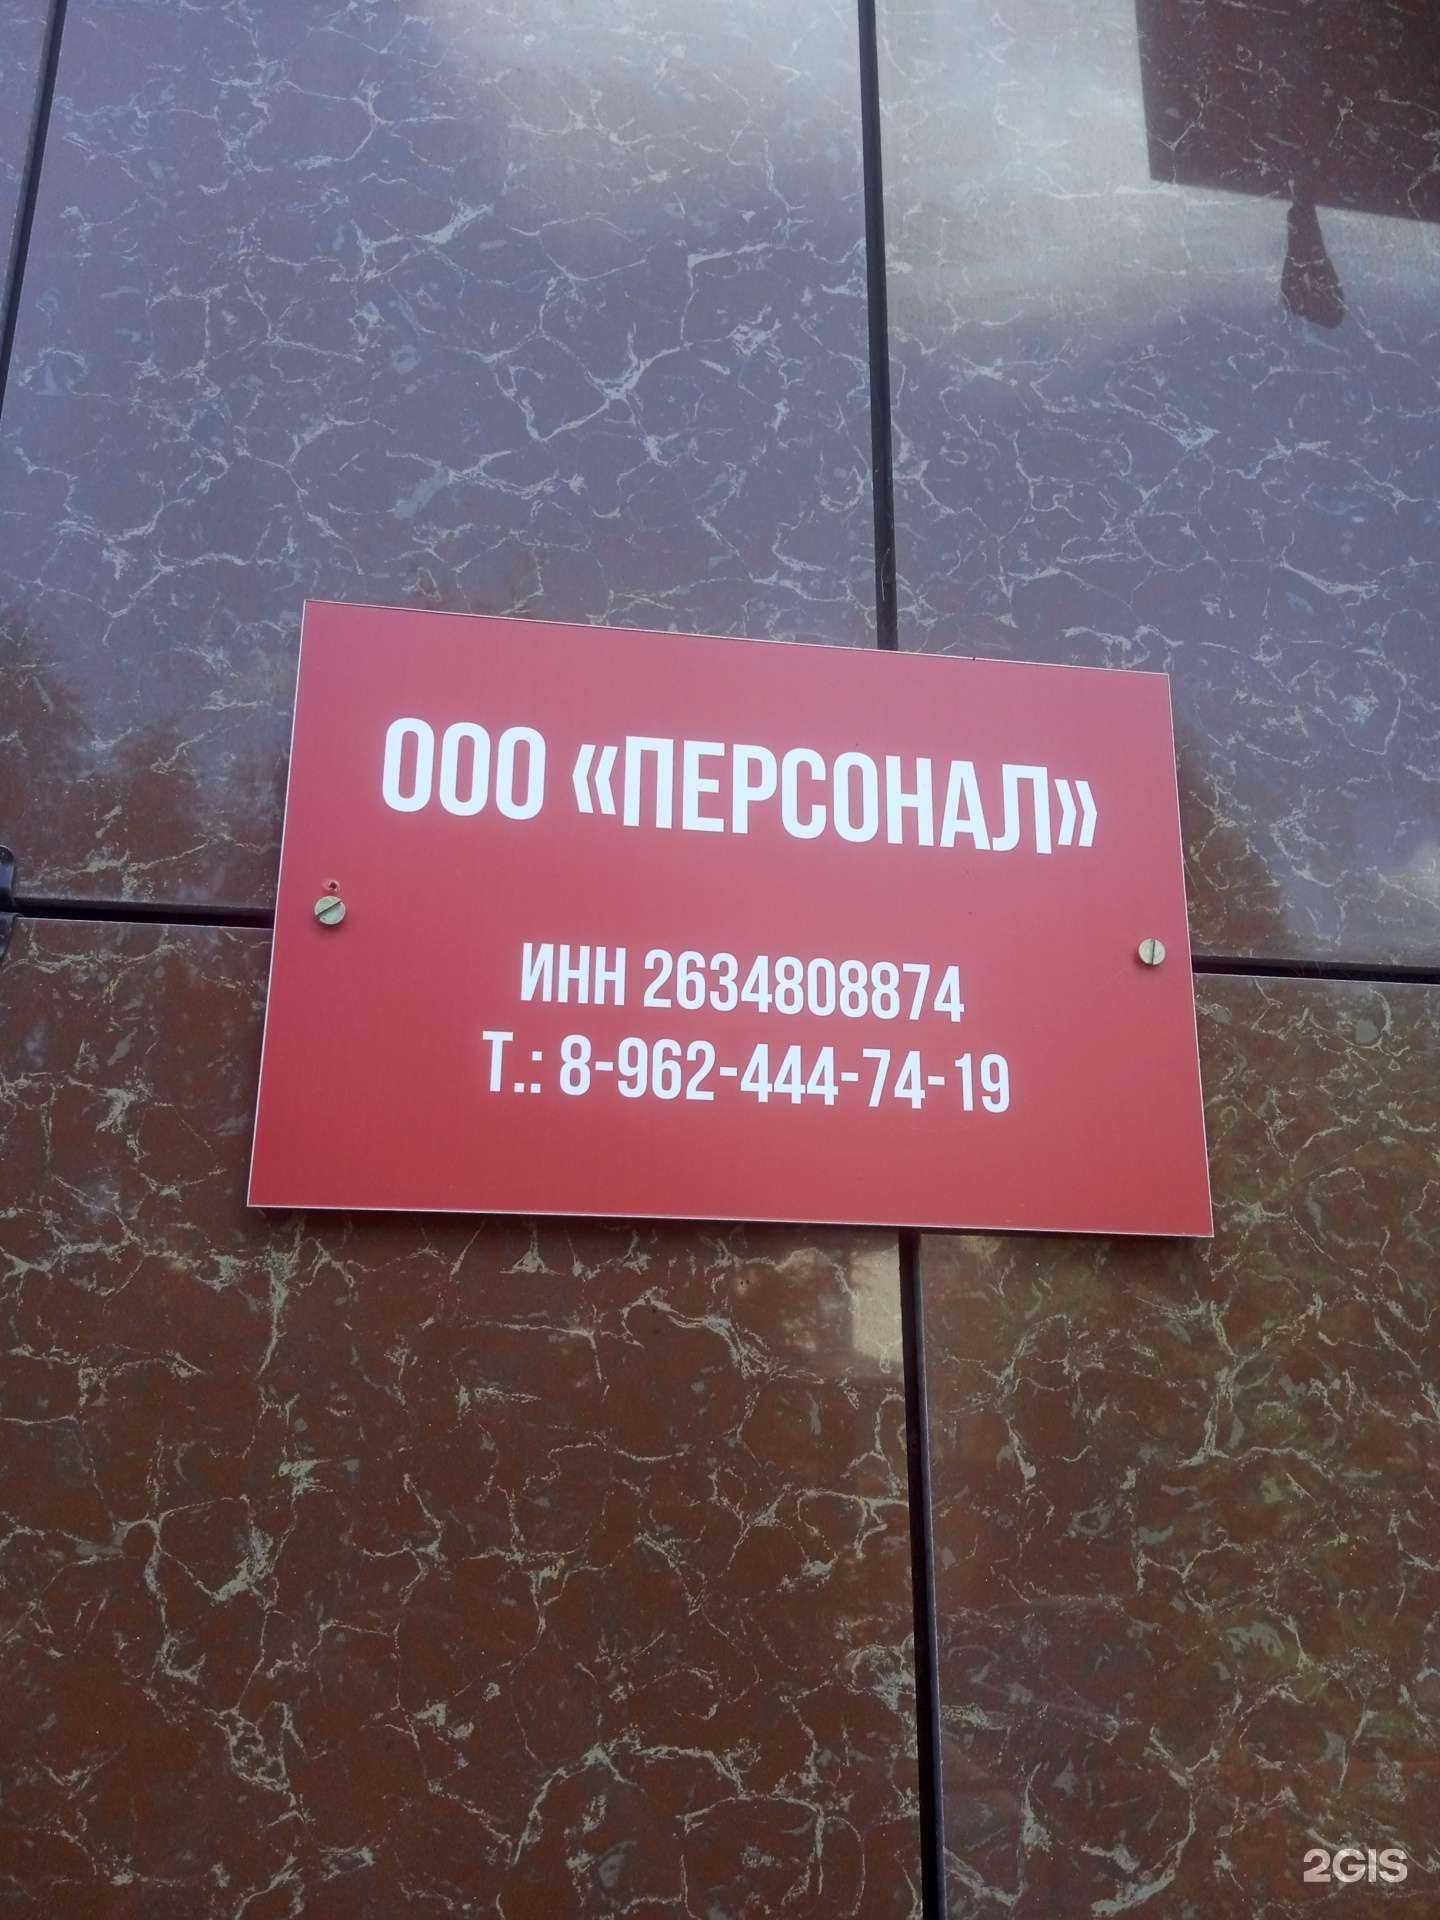 ООО «ПЕРСОНАЛ»
ИНН 2634808874
Т.: 8-962-444-74-19
2GIS